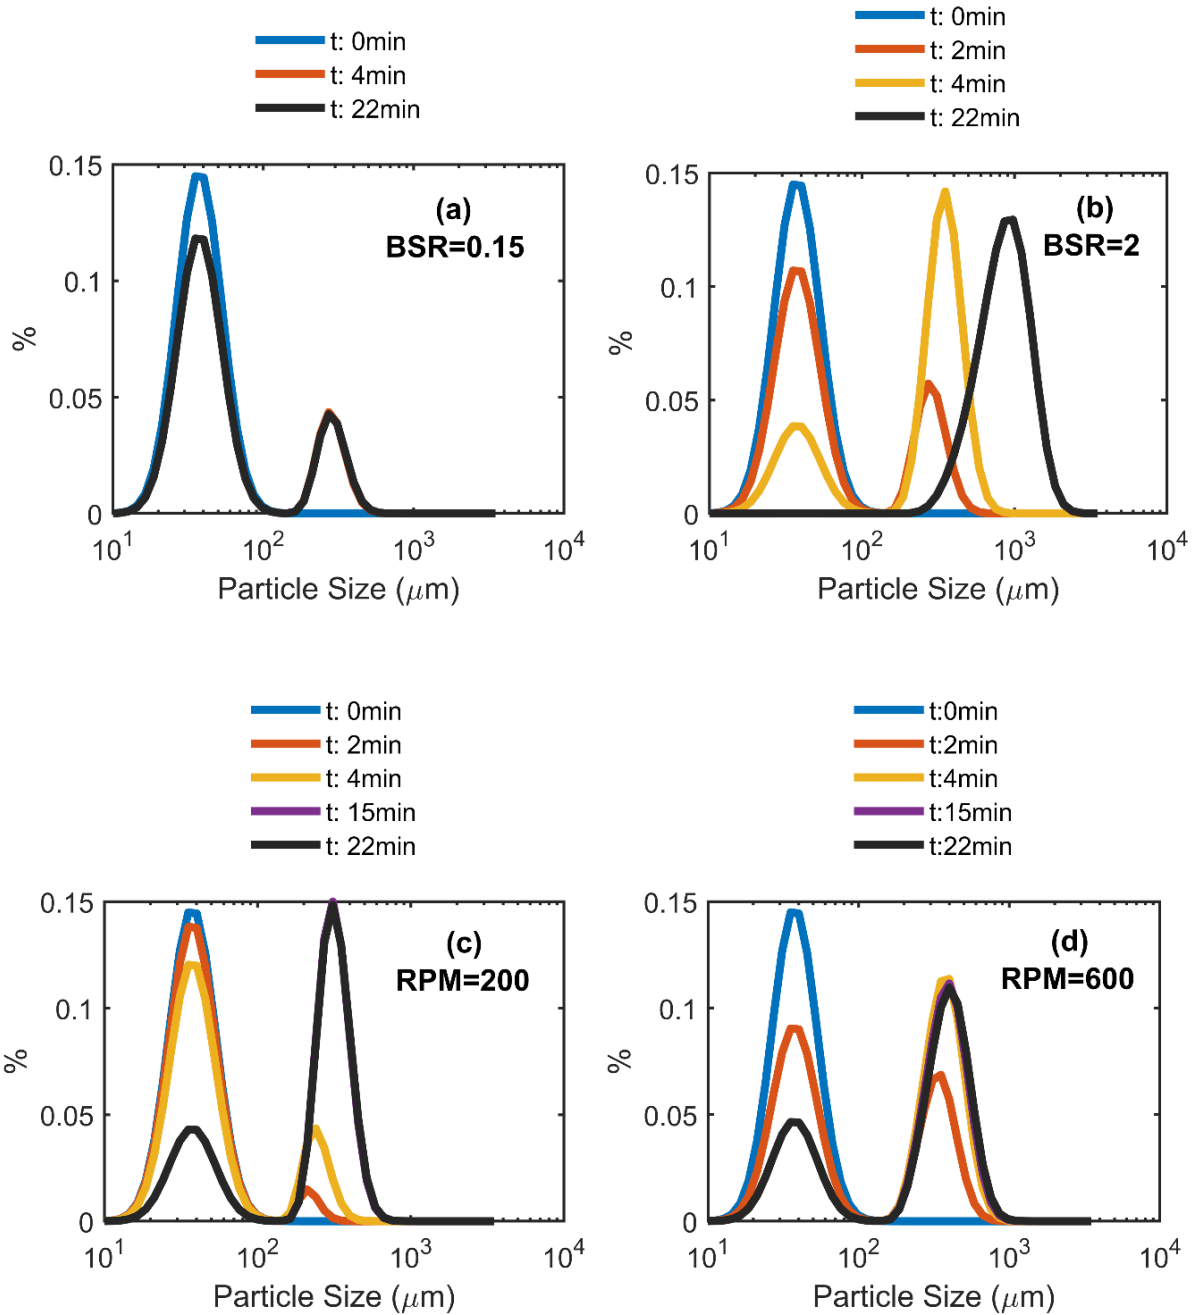 t: 0min
t: 4min
t: 22min
0.15
0.1
0.05
0
%
(a)
BSR=0.15
10^1
10^2
10^3
10^4
Particle Size (μm)
t: 0min
t: 2min
t: 4min
t: 22min
0.15
0.1
0.05
0
%
(b)
BSR=2
10^1
10^2
10^3
10^4
Particle Size (μm)
t: 0min
t: 2min
t: 4min
t: 15min
t: 22min
0.15
0.1
0.05
0
%
(c)
RPM=200
10^1
10^2
10^3
10^4
Particle Size (μm)
t:0min
t:2min
t:4min
t:15min
t:22min
0.15
0.1
0.05
0
%
(d)
RPM=600
10^1
10^2
10^3
10^4
Particle Size (μm)